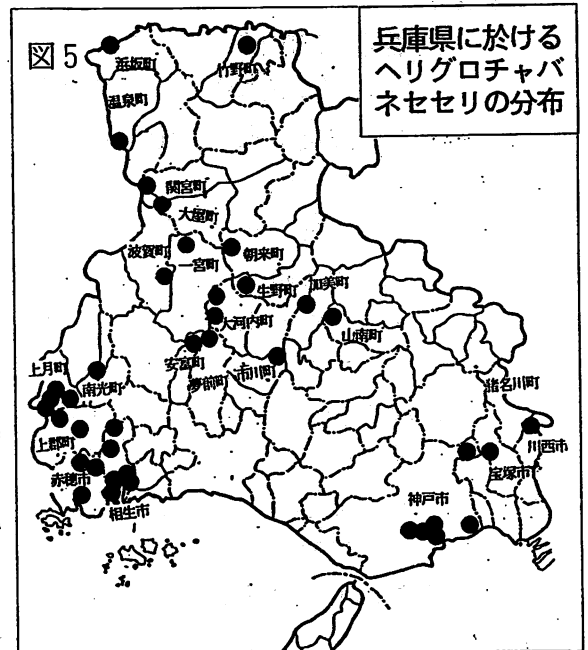 図5
兵庫県に於ける
ヘリグロチャバ
ネセセリの分布
浜坂町
竹野町
温泉町
関宮町
大屋町
波賀町
一宮町
朝来町
生野町
加美町
大河内町
山南町
安富町
夢前町
市川町
上月町
南光町
猪名川町
上郡町
川西市
赤穂市
宝塚市
相生市
神戸市